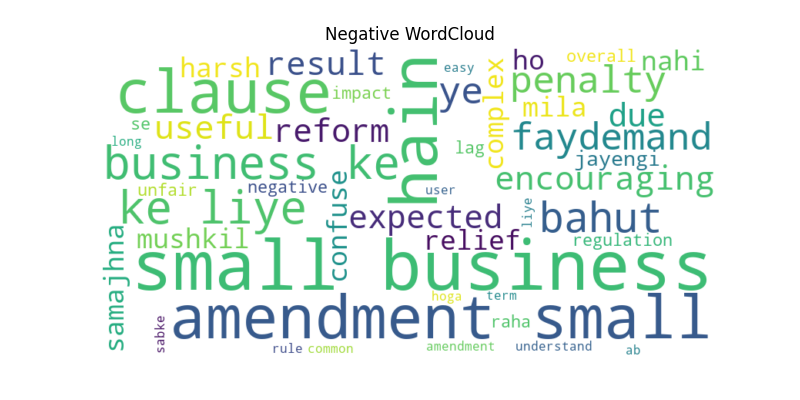 Negative WordCloud
harsh result hain easy ho overall nahi
clause impact ye complex penalty
se useful reform mila due
long lag faydemand
business ke jayengi
unfair negative user encouraging
ke liye confuse expected liye bahut
samajhna mushkil relief regulation
small business
hoga term
amendment small
sabke raha
rule common amendment understand ab